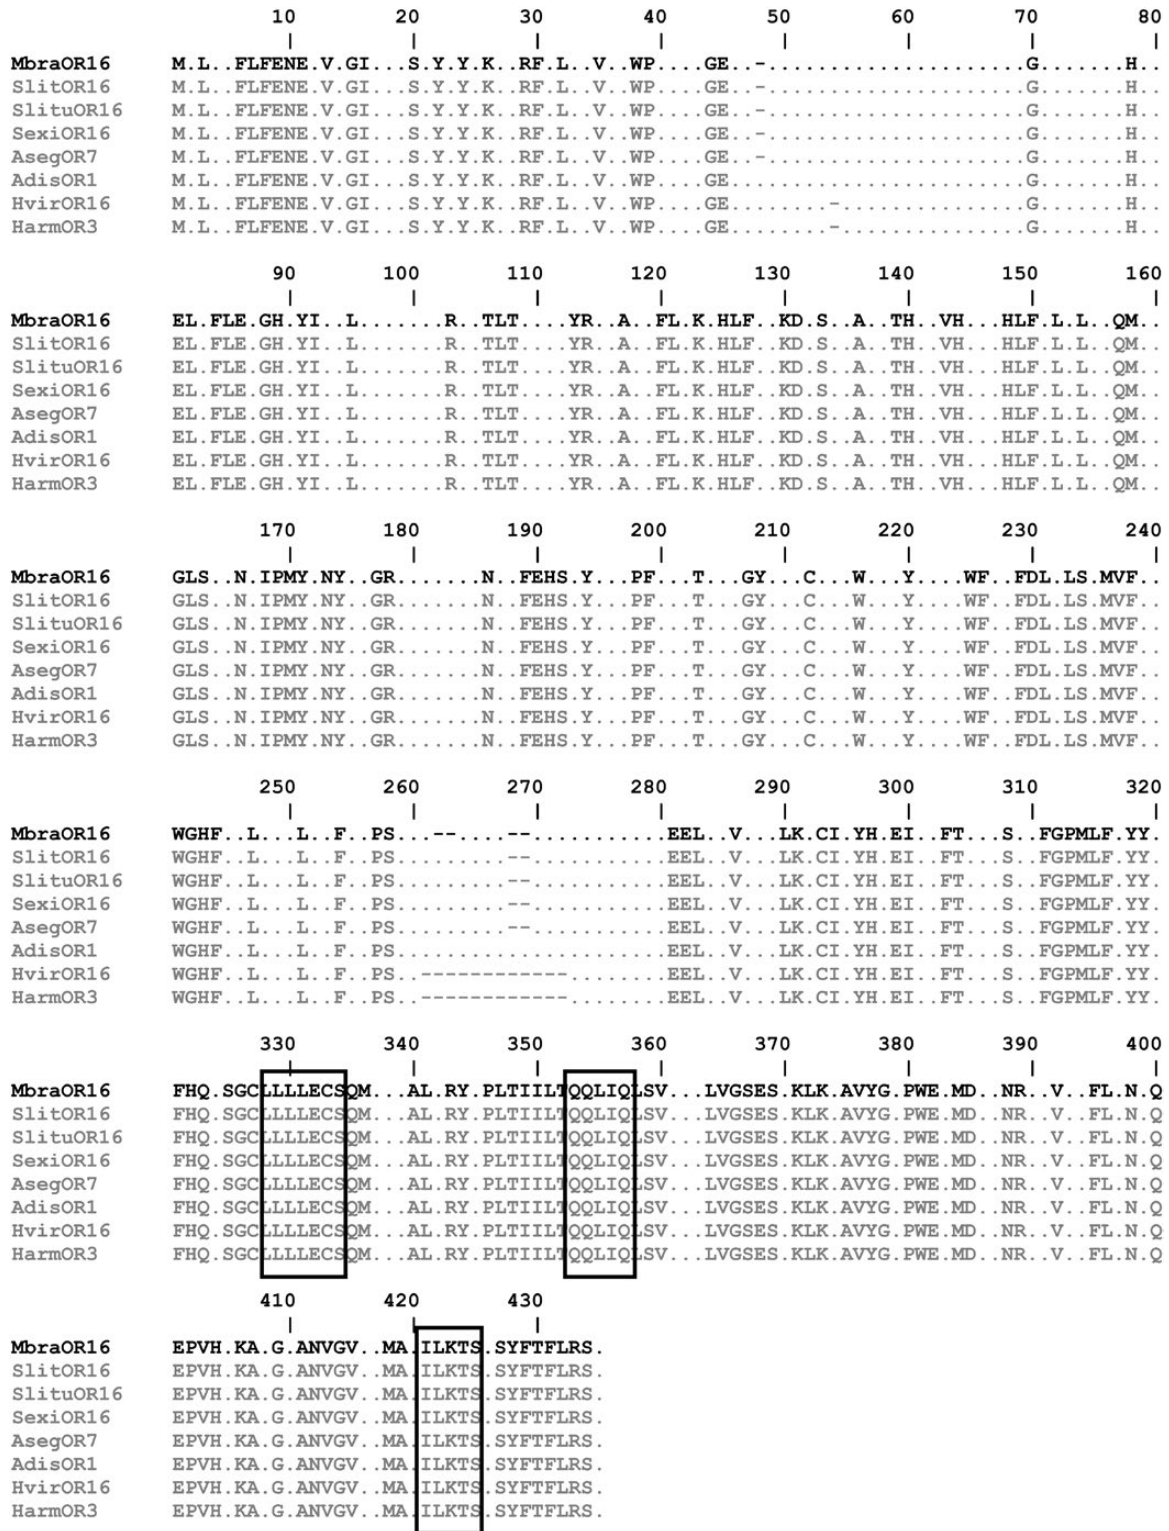 10 20 30 40 50 60 70 80
MbraOR16 M.L..FLFENE.V.GI...S.Y.Y.K..RF.L..V..WP....GE..-.....................G.......H..
SlitOR16 M.L..FLFENE.V.GI...S.Y.Y.K..RF.L..V..WP....GE..-.....................G.......H..
SlituOR16 M.L..FLFENE.V.GI...S.Y.Y.K..RF.L..V..WP....GE..-.....................G.......H..
SexiOR16 M.L..FLFENE.V.GI...S.Y.Y.K..RF.L..V..WP....GE..-.....................G.......H..
AsegOR7 M.L..FLFENE.V.GI...S.Y.Y.K..RF.L..V..WP....GE..-.....................G.......H..
AdisOR1 M.L..FLFENE.V.GI...S.Y.Y.K..RF.L..V..WP....GE........................G.......H..
HvirOR16 M.L..FLFENE.V.GI...S.Y.Y.K..RF.L..V..WP....GE........-...............G.......H..
HarmOR3 M.L..FLFENE.V.GI...S.Y.Y.K..RF.L..V..WP....GE........-...............G.......H..
90 100 110 120 130 140 150 160
MbraOR16 EL.FLE.GH.YI..L.......R..TLT....YR..A..FL.K.HLF..KD.S..A..TH..VH...HLF.L.L..QM..
SlitOR16 EL.FLE.GH.YI..L.......R..TLT....YR..A..FL.K.HLF..KD.S..A..TH..VH...HLF.L.L..QM..
SlituOR16 EL.FLE.GH.YI..L.......R..TLT....YR..A..FL.K.HLF..KD.S..A..TH..VH...HLF.L.L..QM..
SexiOR16 EL.FLE.GH.YI..L.......R..TLT....YR..A..FL.K.HLF..KD.S..A..TH..VH...HLF.L.L..QM..
AsegOR7 EL.FLE.GH.YI..L.......R..TLT....YR..A..FL.K.HLF..KD.S..A..TH..VH...HLF.L.L..QM..
AdisOR1 EL.FLE.GH.YI..L.......R..TLT....YR..A..FL.K.HLF..KD.S..A..TH..VH...HLF.L.L..QM..
HvirOR16 EL.FLE.GH.YI..L.......R..TLT....YR..A..FL.K.HLF..KD.S..A..TH..VH...HLF.L.L..QM..
HarmOR3 EL.FLE.GH.YI..L.......R..TLT....YR..A..FL.K.HLF..KD.S..A..TH..VH...HLF.L.L..QM..
170 180 190 200 210 220 230 240
MbraOR16 GLS..N.IPMY.NY..GR.......N..FEHS.Y...PF...T...GY...C...W...Y....WF..FDL.LS.MVF..
SlitOR16 GLS..N.IPMY.NY..GR.......N..FEHS.Y...PF...T...GY...C...W...Y....WF..FDL.LS.MVF..
SlituOR16 GLS..N.IPMY.NY..GR.......N..FEHS.Y...PF...T...GY...C...W...Y....WF..FDL.LS.MVF..
SexiOR16 GLS..N.IPMY.NY..GR.......N..FEHS.Y...PF...T...GY...C...W...Y....WF..FDL.LS.MVF..
AsegOR7 GLS..N.IPMY.NY..GR.......N..FEHS.Y...PF...T...GY...C...W...Y....WF..FDL.LS.MVF..
AdisOR1 GLS..N.IPMY.NY..GR.......N..FEHS.Y...PF...T...GY...C...W...Y....WF..FDL.LS.MVF..
HvirOR16 GLS..N.IPMY.NY..GR.......N..FEHS.Y...PF...T...GY...C...W...Y....WF..FDL.LS.MVF..
HarmOR3 GLS..N.IPMY.NY..GR.......N..FEHS.Y...PF...T...GY...C...W...Y....WF..FDL.LS.MVF..
250 260 270 280 290 300 310 320
MbraOR16 WGHF..L...L..F..PS...--....--...........EEL..V...LK.CI.YH.EI..FT...S..FGPMLF.YY.
SlitOR16 WGHF..L...L..F..PS.........--...........EEL..V...LK.CI.YH.EI..FT...S..FGPMLF.YY.
SlituOR16 WGHF..L...L..F..PS.........--...........EEL..V...LK.CI.YH.EI..FT...S..FGPMLF.YY.
SexiOR16 WGHF..L...L..F..PS.........--...........EEL..V...LK.CI.YH.EI..FT...S..FGPMLF.YY.
AsegOR7 WGHF..L...L..F..PS.........--...........EEL..V...LK.CI.YH.EI..FT...S..FGPMLF.YY.
AdisOR1 WGHF..L...L..F..PS......................EEL..V...LK.CI.YH.EI..FT...S..FGPMLF.YY.
HvirOR16 WGHF..L...L..F..PS..------------........EEL..V...LK.CI.YH.EI..FT...S..FGPMLF.YY.
HarmOR3 WGHF..L...L..F..PS..------------........EEL..V...LK.CI.YH.EI..FT...S..FGPMLF.YY.
330 340 350 360 370 380 390 400
MbraOR16 FHQ.SGCLLLLECSQM...AL.RY.PLTIILTQQLIQLSV...LVGSES.KLK.AVYG.PWE.MD..NR..V..FL.N.Q
SlitOR16 FHQ.SGCLLLLECSQM...AL.RY.PLTIILTQQLIQLSV...LVGSES.KLK.AVYG.PWE.MD..NR..V..FL.N.Q
SlituOR16 FHQ.SGCLLLLECSQM...AL.RY.PLTIILTQQLIQLSV...LVGSES.KLK.AVYG.PWE.MD..NR..V..FL.N.Q
SexiOR16 FHQ.SGCLLLLECSQM...AL.RY.PLTIILTQQLIQLSV...LVGSES.KLK.AVYG.PWE.MD..NR..V..FL.N.Q
AsegOR7 FHQ.SGCLLLLECSQM...AL.RY.PLTIILTQQLIQLSV...LVGSES.KLK.AVYG.PWE.MD..NR..V..FL.N.Q
AdisOR1 FHQ.SGCLLLLECSQM...AL.RY.PLTIILTQQLIQLSV...LVGSES.KLK.AVYG.PWE.MD..NR..V..FL.N.Q
HvirOR16 FHQ.SGCLLLLECSQM...AL.RY.PLTIILTQQLIQLSV...LVGSES.KLK.AVYG.PWE.MD..NR..V..FL.N.Q
HarmOR3 FHQ.SGCLLLLECSQM...AL.RY.PLTIILTQQLIQLSV...LVGSES.KLK.AVYG.PWE.MD..NR..V..FL.N.Q
410 420 430
MbraOR16 EPVH.KA.G.ANVGV..MA.ILKTS.SYFTFLRS.
SlitOR16 EPVH.KA.G.ANVGV..MA.ILKTS.SYFTFLRS.
SlituOR16 EPVH.KA.G.ANVGV..MA.ILKTS.SYFTFLRS.
SexiOR16 EPVH.KA.G.ANVGV..MA.ILKTS.SYFTFLRS.
AsegOR7 EPVH.KA.G.ANVGV..MA.ILKTS.SYFTFLRS.
AdisOR1 EPVH.KA.G.ANVGV..MA.ILKTS.SYFTFLRS.
HvirOR16 EPVH.KA.G.ANVGV..MA.ILKTS.SYFTFLRS.
HarmOR3 EPVH.KA.G.ANVGV..MA.ILKTS.SYFTFLRS.